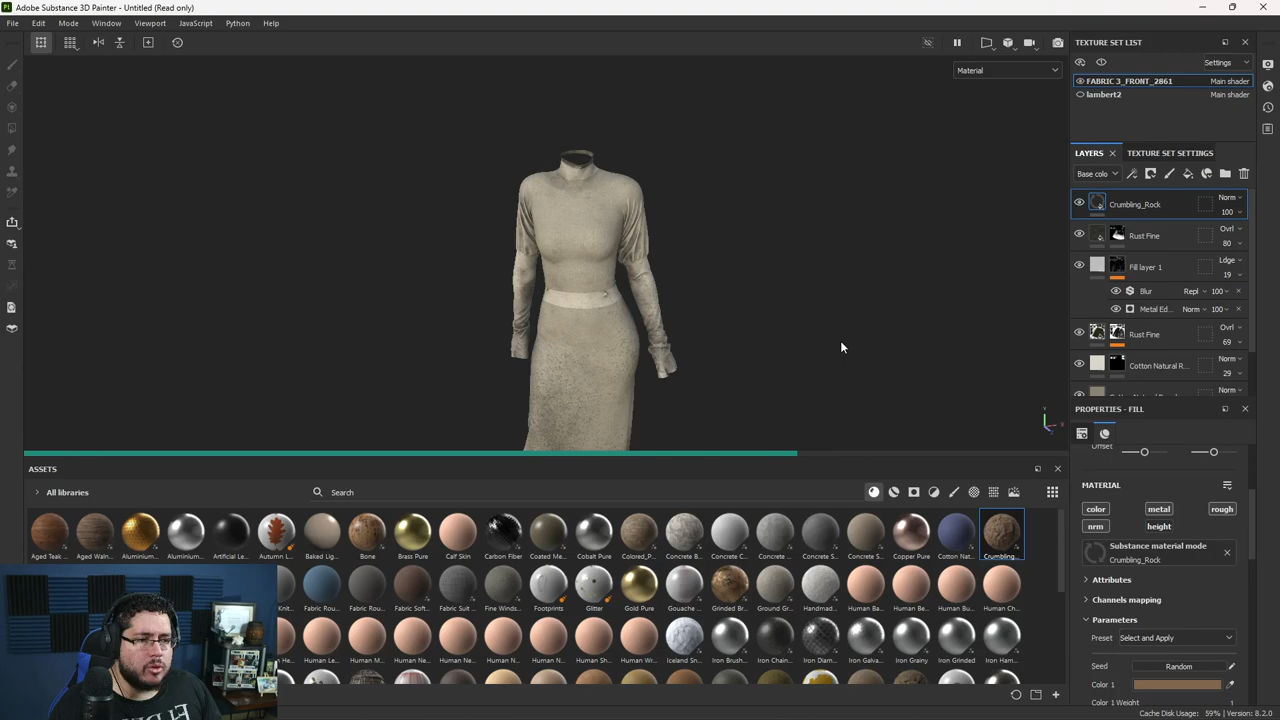 Adobe Substance 3D Painter - Untitled (Read only)
File Edit Mode Window Viewport JavaScript Python Help
Material
TEXTURE SET LIST
Settings
FABRIC 3_FRONT_2861 Main shader
lambert2 Main shader
LAYERS TEXTURE SET SETTINGS
Base colo
Crumbling_Rock Norm 100
Rust Fine Ovrl 80
Fill layer 1 Ldge 19
Blur Repl 100
Metal Ed... Norm 100
Rust Fine Ovrl 69
Cotton Natural R... Norm 29
Norm
PROPERTIES - FILL
Offset
MATERIAL
color metal rough
nrm height
Substance material mode
Crumbling_Rock
Attributes
Channels mapping
Parameters
Preset Select and Apply
Seed Random
Color 1
Color 1 Weight 1
ASSETS
All libraries Search
Aged Teak ... Aged Waln... Aluminium... Aluminium... Artificial Le... Autumn L... Baked Lig... Bone Brass Pure Calf Skin Carbon Fiber Coated Me... Cobalt Pure Colored_R... Concrete B... Concrete C... Concrete ... Concrete S... Concrete S... Copper Pure Cotton Nat... Crumbling...
Knit... Fabric Rou... Fabric Rou... Fabric Soft... Fabric Suit ... Fine Winds... Footprints Glitter Gold Pure Gouache ... Grinded Br... Ground Gr... Handmad... Human Ba... Human Be... Human Bu... Human Ch...
Human Le... Human M... Human Ne... Human Ne... Human N... Human N... Human Sh... Human Wr... Iceland Sn... Iron Brush... Iron Chain... Iron Diam... Iron Galva... Iron Grainy Iron Grinded Iron Ham...
Cache Disk Usage: 59% | Version: 8.2.0